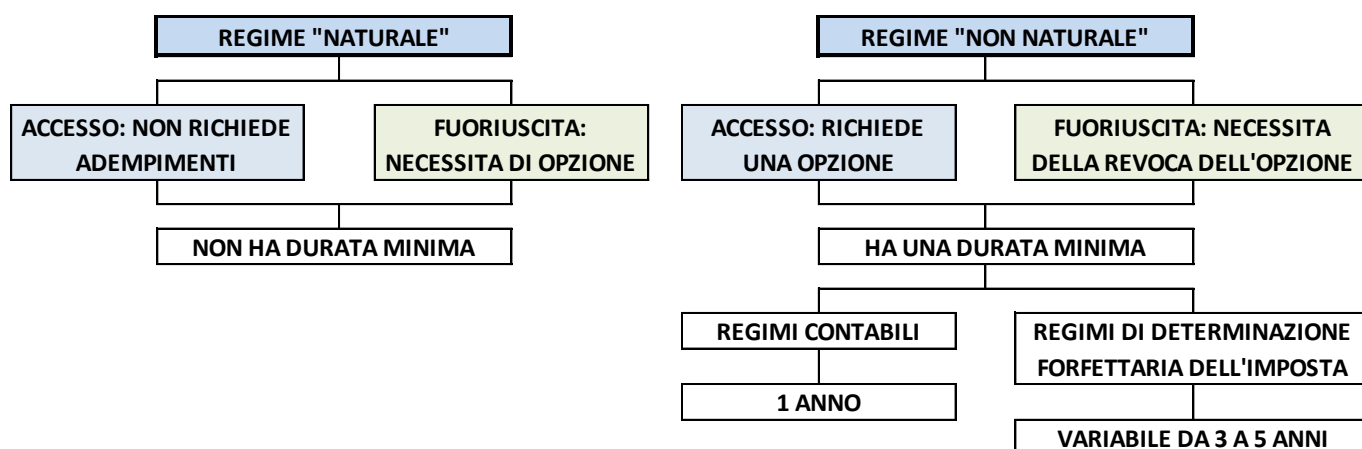 REGIME "NATURALE"
ACCESSO: NON RICHIEDE
ADEMPIMENTI
FUORIUSCITA:
NECESSITA DI OPZIONE
NON HA DURATA MINIMA
REGIME "NON NATURALE"
ACCESSO: RICHIEDE
UNA OPZIONE
FUORIUSCITA: NECESSITA
DELLA REVOCA DELL'OPZIONE
HA UNA DURATA MINIMA
REGIMI CONTABILI
1 ANNO
REGIMI DI DETERMINAZIONE
FORFETTARIA DELL'IMPOSTA
VARIABILE DA 3 A 5 ANNI